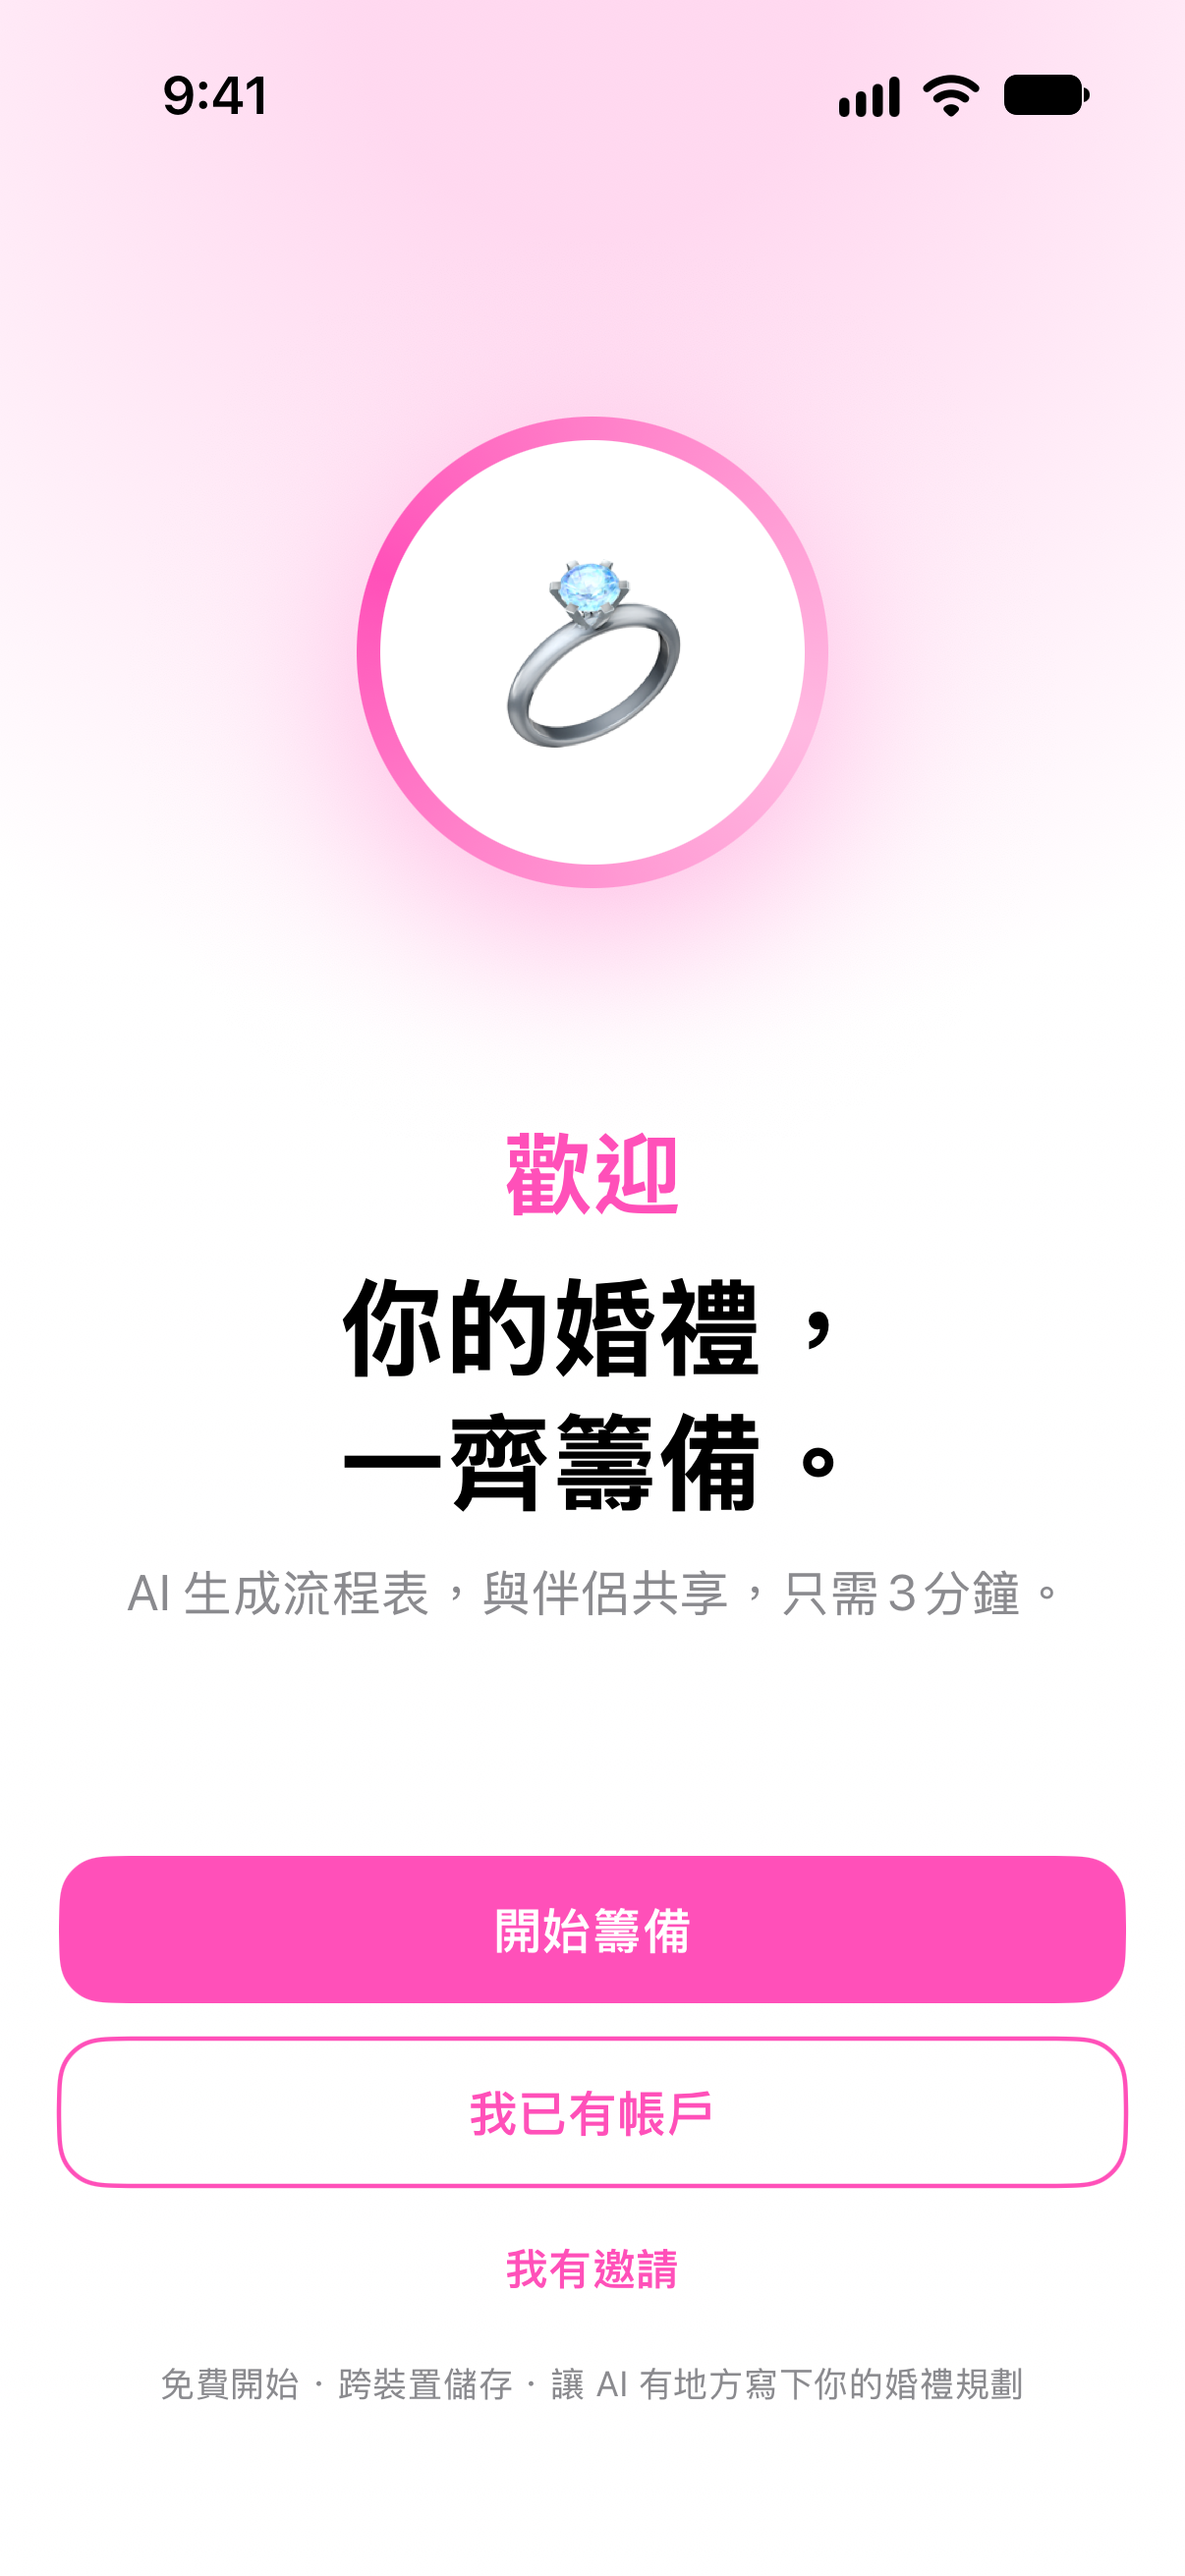 9:41
歡迎
你的婚禮，
一齊籌備。
AI 生成流程表，與伴侶共享，只需 3 分鐘。
開始籌備
我已有帳戶
我有邀請
免費開始 · 跨裝置儲存 · 讓 AI 有地方寫下你的婚禮規劃